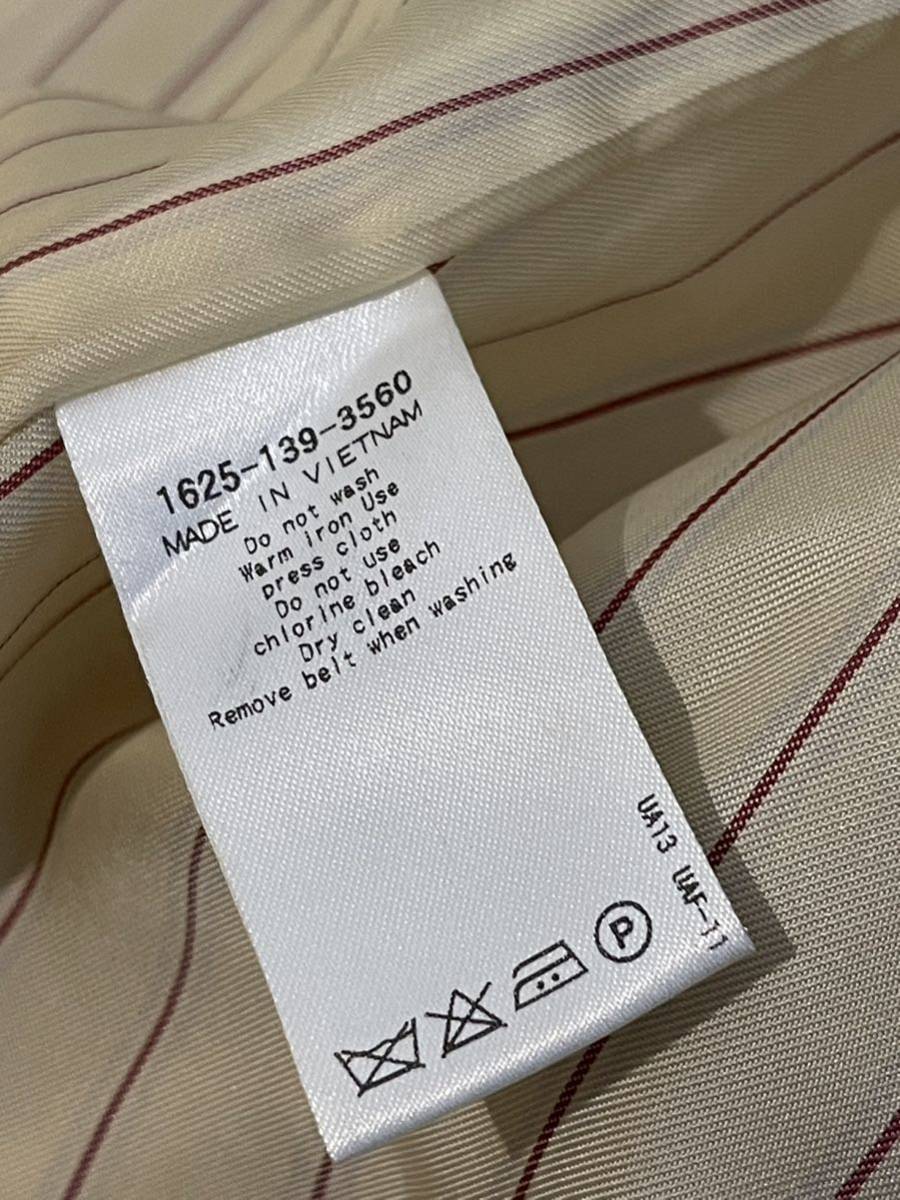 1625-139-3560
MADE IN VIETNAM
Do not wash
Warm iron Use
press cloth
Do not use
chlorine bleach
Dry clean
Remove belt when washing
UA13 UAF-11
P